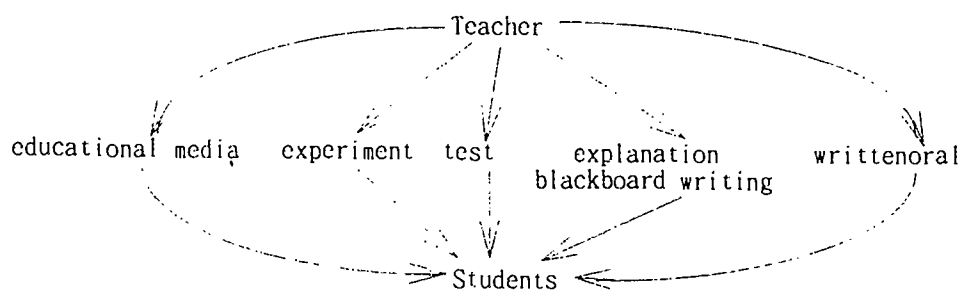 Teacher
educational media experiment test explanation writtenoral
blackboard writing
Students